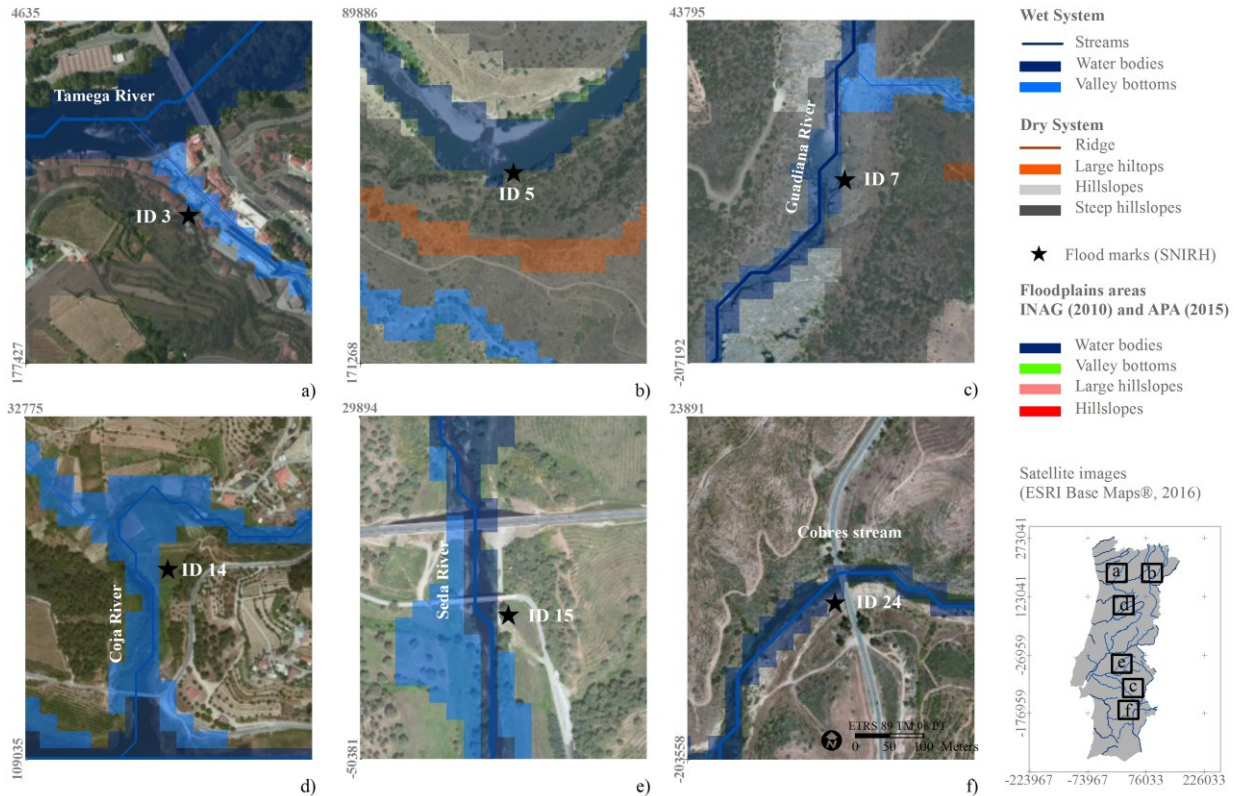 4635
Tamega River
ID 3
177427
a)
89886
ID 5
171268
b)
43795
Guadiana River
ID 7
-207192
c)
32775
Coja River
ID 14
109035
d)
29894
Seda River
ID 15
-50381
e)
23891
Cobres stream
ID 24
ETRS 89 TM 06 PT
0 50 100 Meters
-203558
f)
Wet System
Streams
Water bodies
Valley bottoms
Dry System
Ridge
Large hiltops
Hillslopes
Steep hillslopes
Flood marks (SNIRH)
Floodplains areas
INAG (2010) and APA (2015)
Water bodies
Valley bottoms
Large hillslopes
Hillslopes
Satellite images
(ESRI Base Maps®, 2016)
273041
123041
-26959
-176959
a
b
d
e
c
f
-223967 -73967 76033 226033